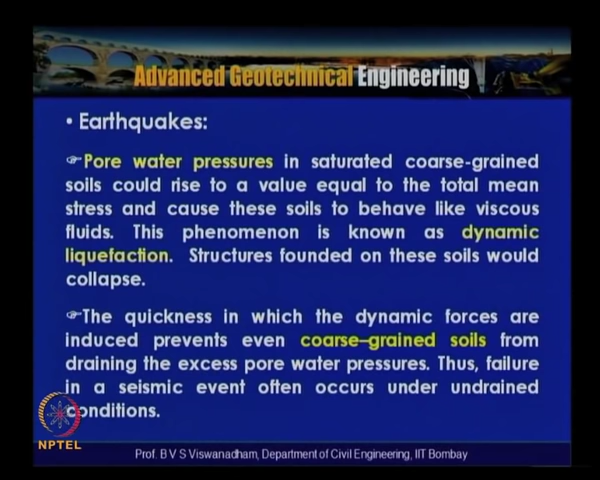 Advanced Geotechnical Engineering
• Earthquakes:
☞Pore water pressures in saturated coarse-grained
soils could rise to a value equal to the total mean
stress and cause these soils to behave like viscous
fluids. This phenomenon is known as dynamic
liquefaction. Structures founded on these soils would
collapse.
☞The quickness in which the dynamic forces are
induced prevents even coarse–grained soils from
draining the excess pore water pressures. Thus, failure
in a seismic event often occurs under undrained
conditions.
NPTEL
Prof. B V S Viswanadham, Department of Civil Engineering, IIT Bombay